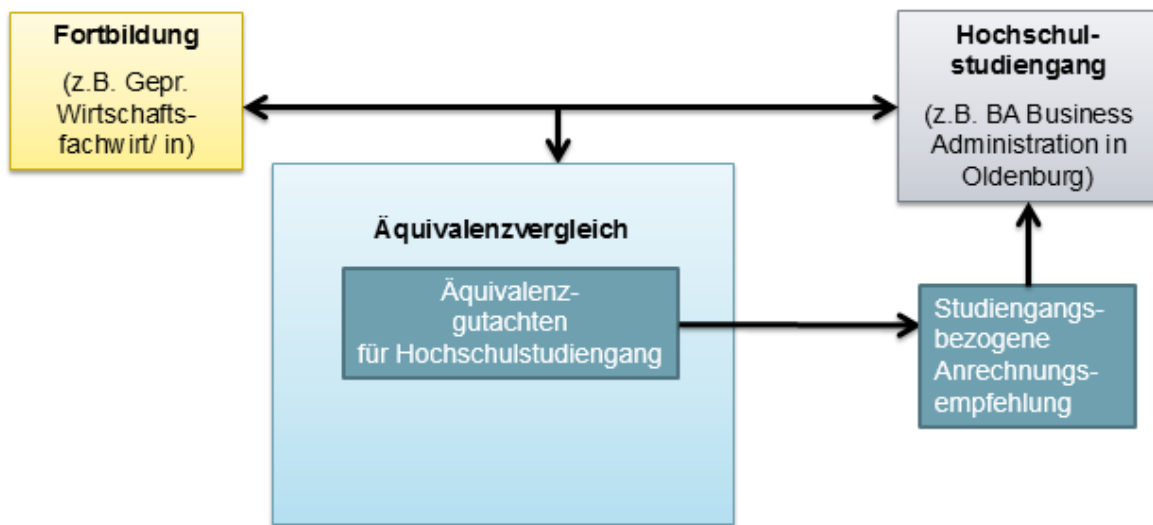 Fortbildung
(z.B. Gepr.
Wirtschafts-
fachwirt/ in)
Hochschul-
studiengang
(z.B. BA Business
Administration in
Oldenburg)
Äquivalenzvergleich
Äquivalenz-
gutachten
für Hochschulstudiengang
Studiengangs-
bezogene
Anrechnungs-
empfehlung